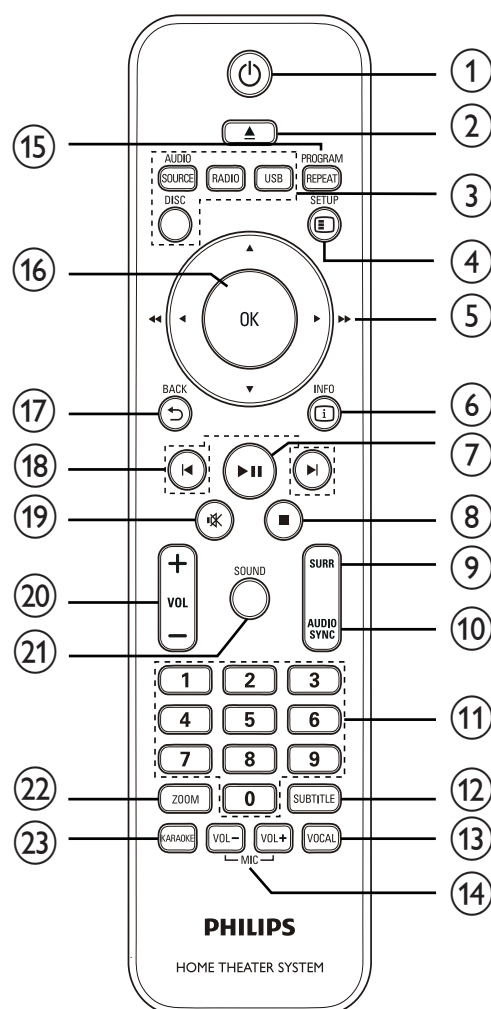 1
2
15
AUDIO
PROGRAM
SOURCE
RADIO
USB
REPEAT
3
DISC
SETUP
4
16
OK
5
BACK
INFO
17
i
6
18
7
19
8
SOUND
SURR
9
20
+
VOL
−
AUDIO
SYNC
10
21
1 2 3
4 5 6
11
7 8 9
22
ZOOM
0
SUBTITLE
12
23
KARAOKE
VOL−
VOL+
VOCAL
13
MIC
14
PHILIPS
HOME THEATER SYSTEM